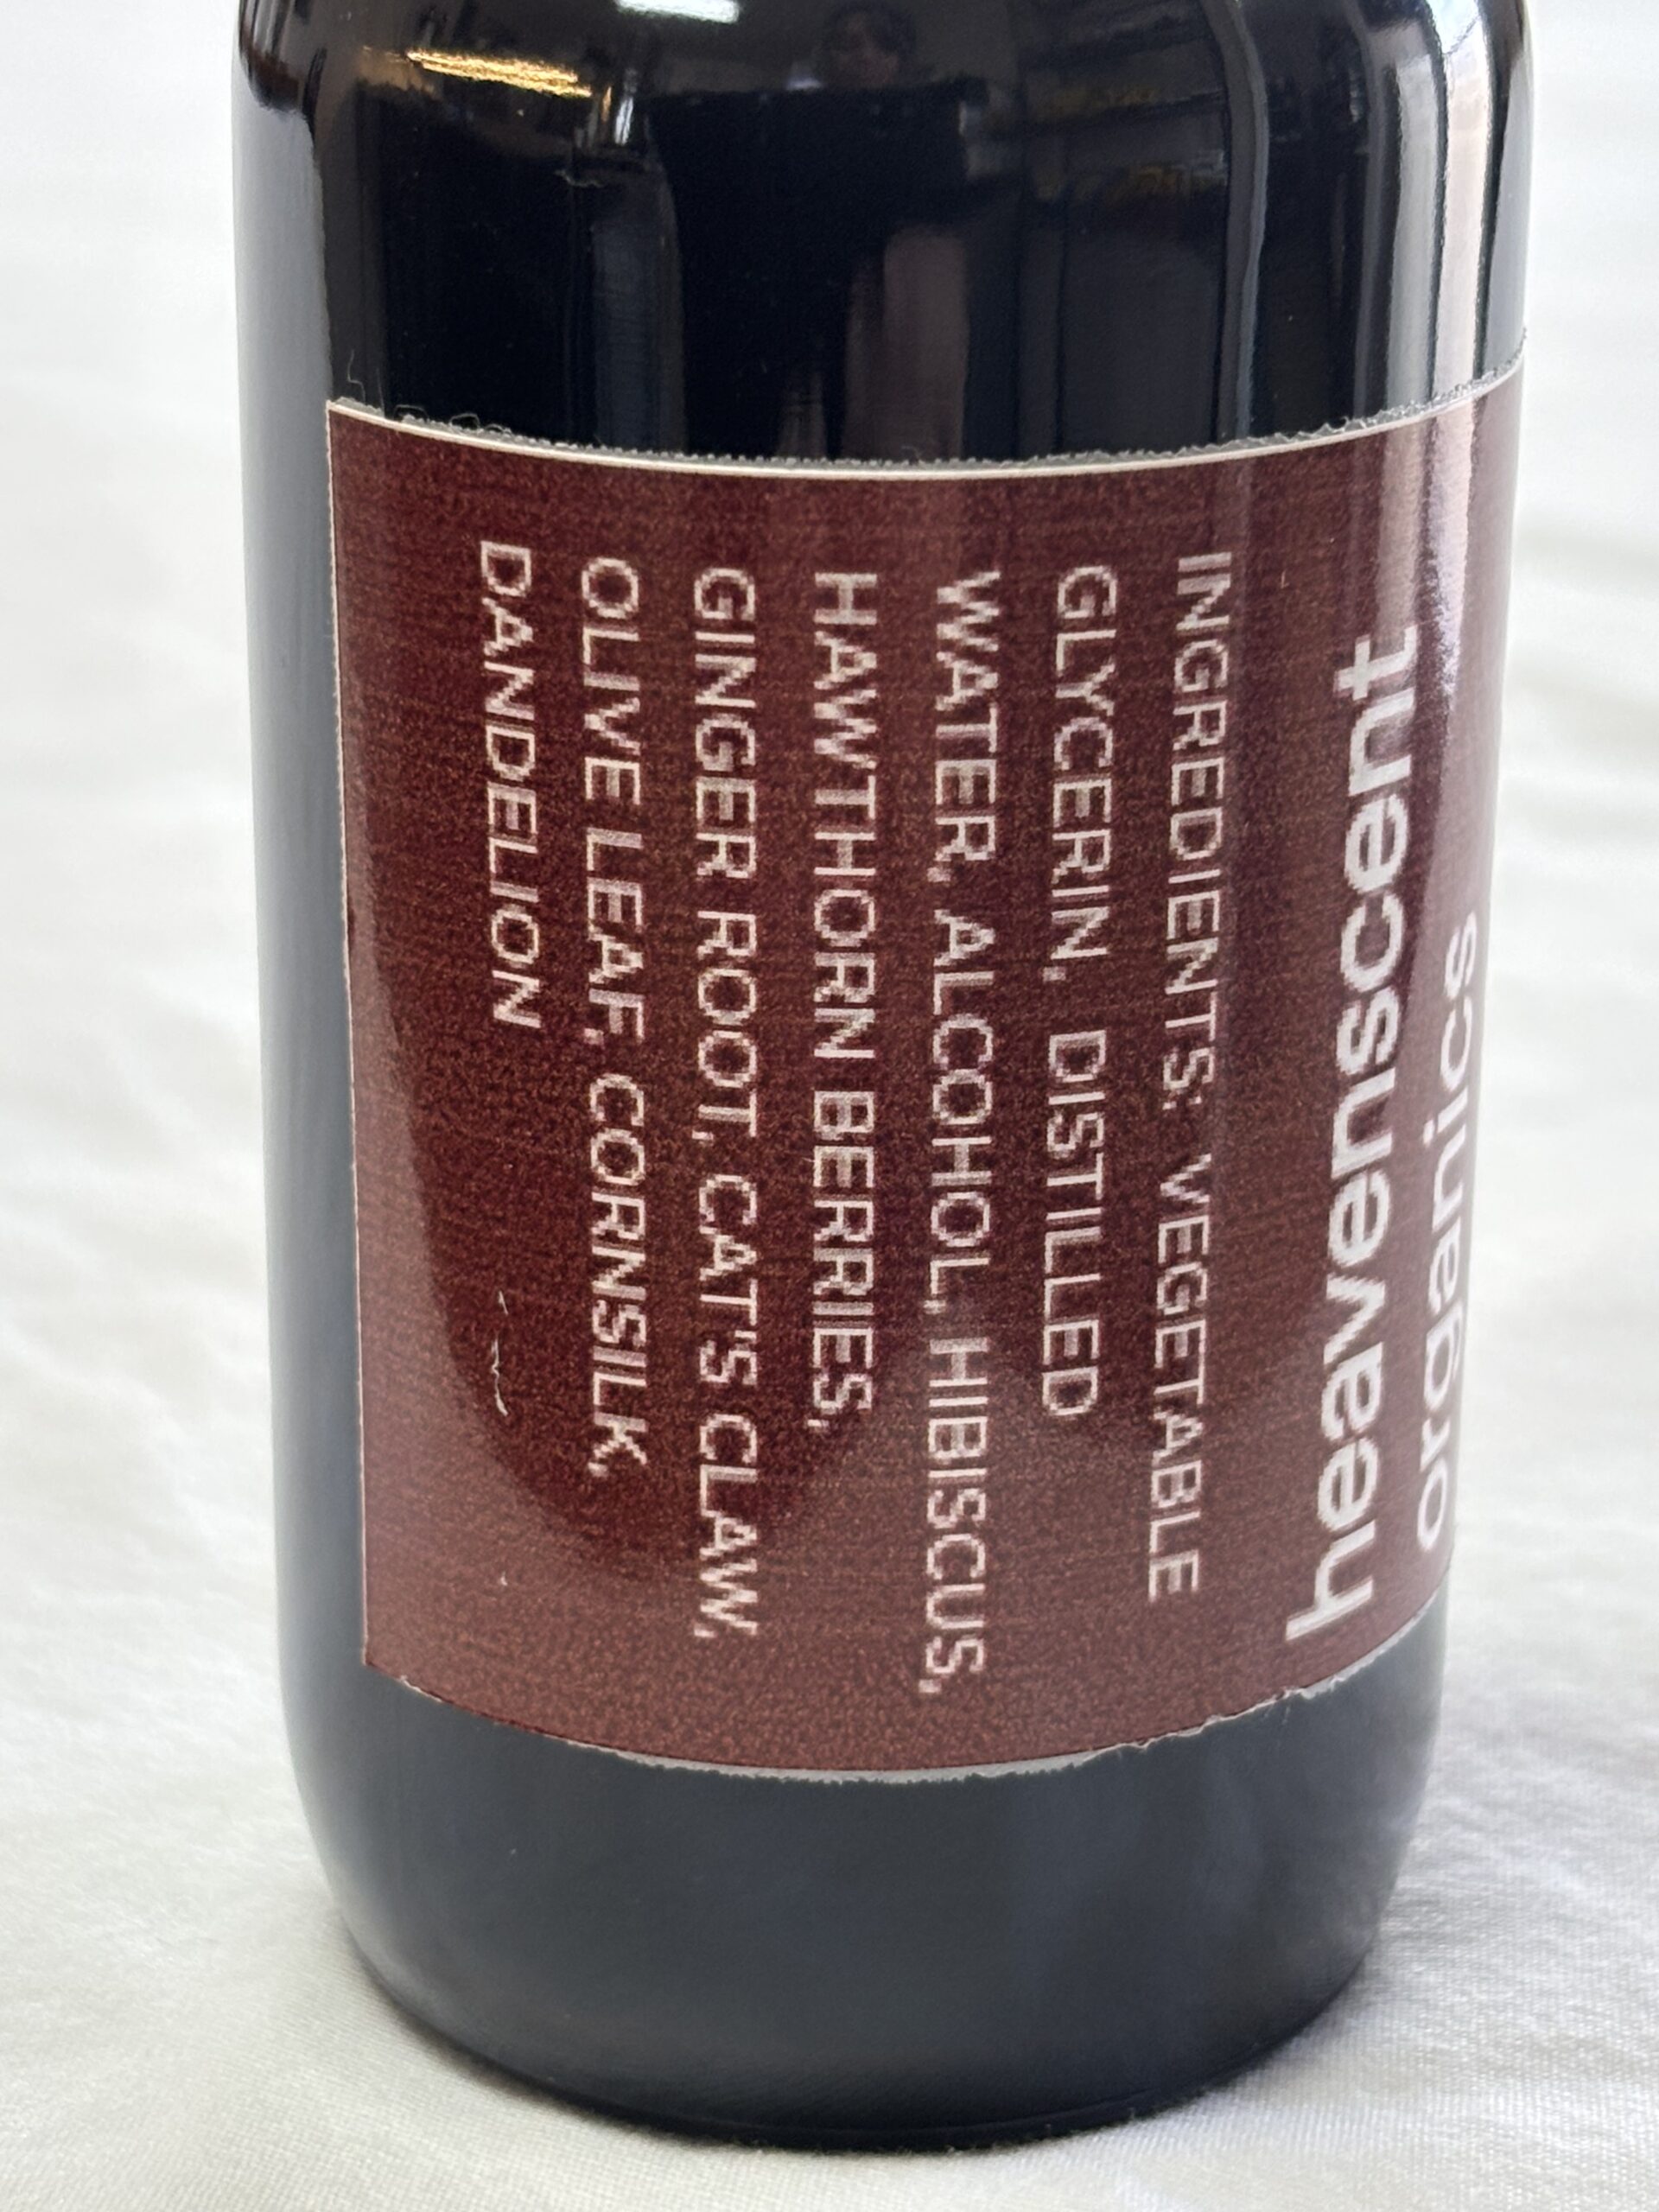 INGREDIENTS: VEGETABLE
GLYCERIN, DISTILLED
WATER, ALCOHOL, HIBISCUS,
HAWTHORN BERRIES,
GINGER ROOT, CAT'S CLAW,
OLIVE LEAF, CORNSILK,
DANDELION
heavenscent
organics